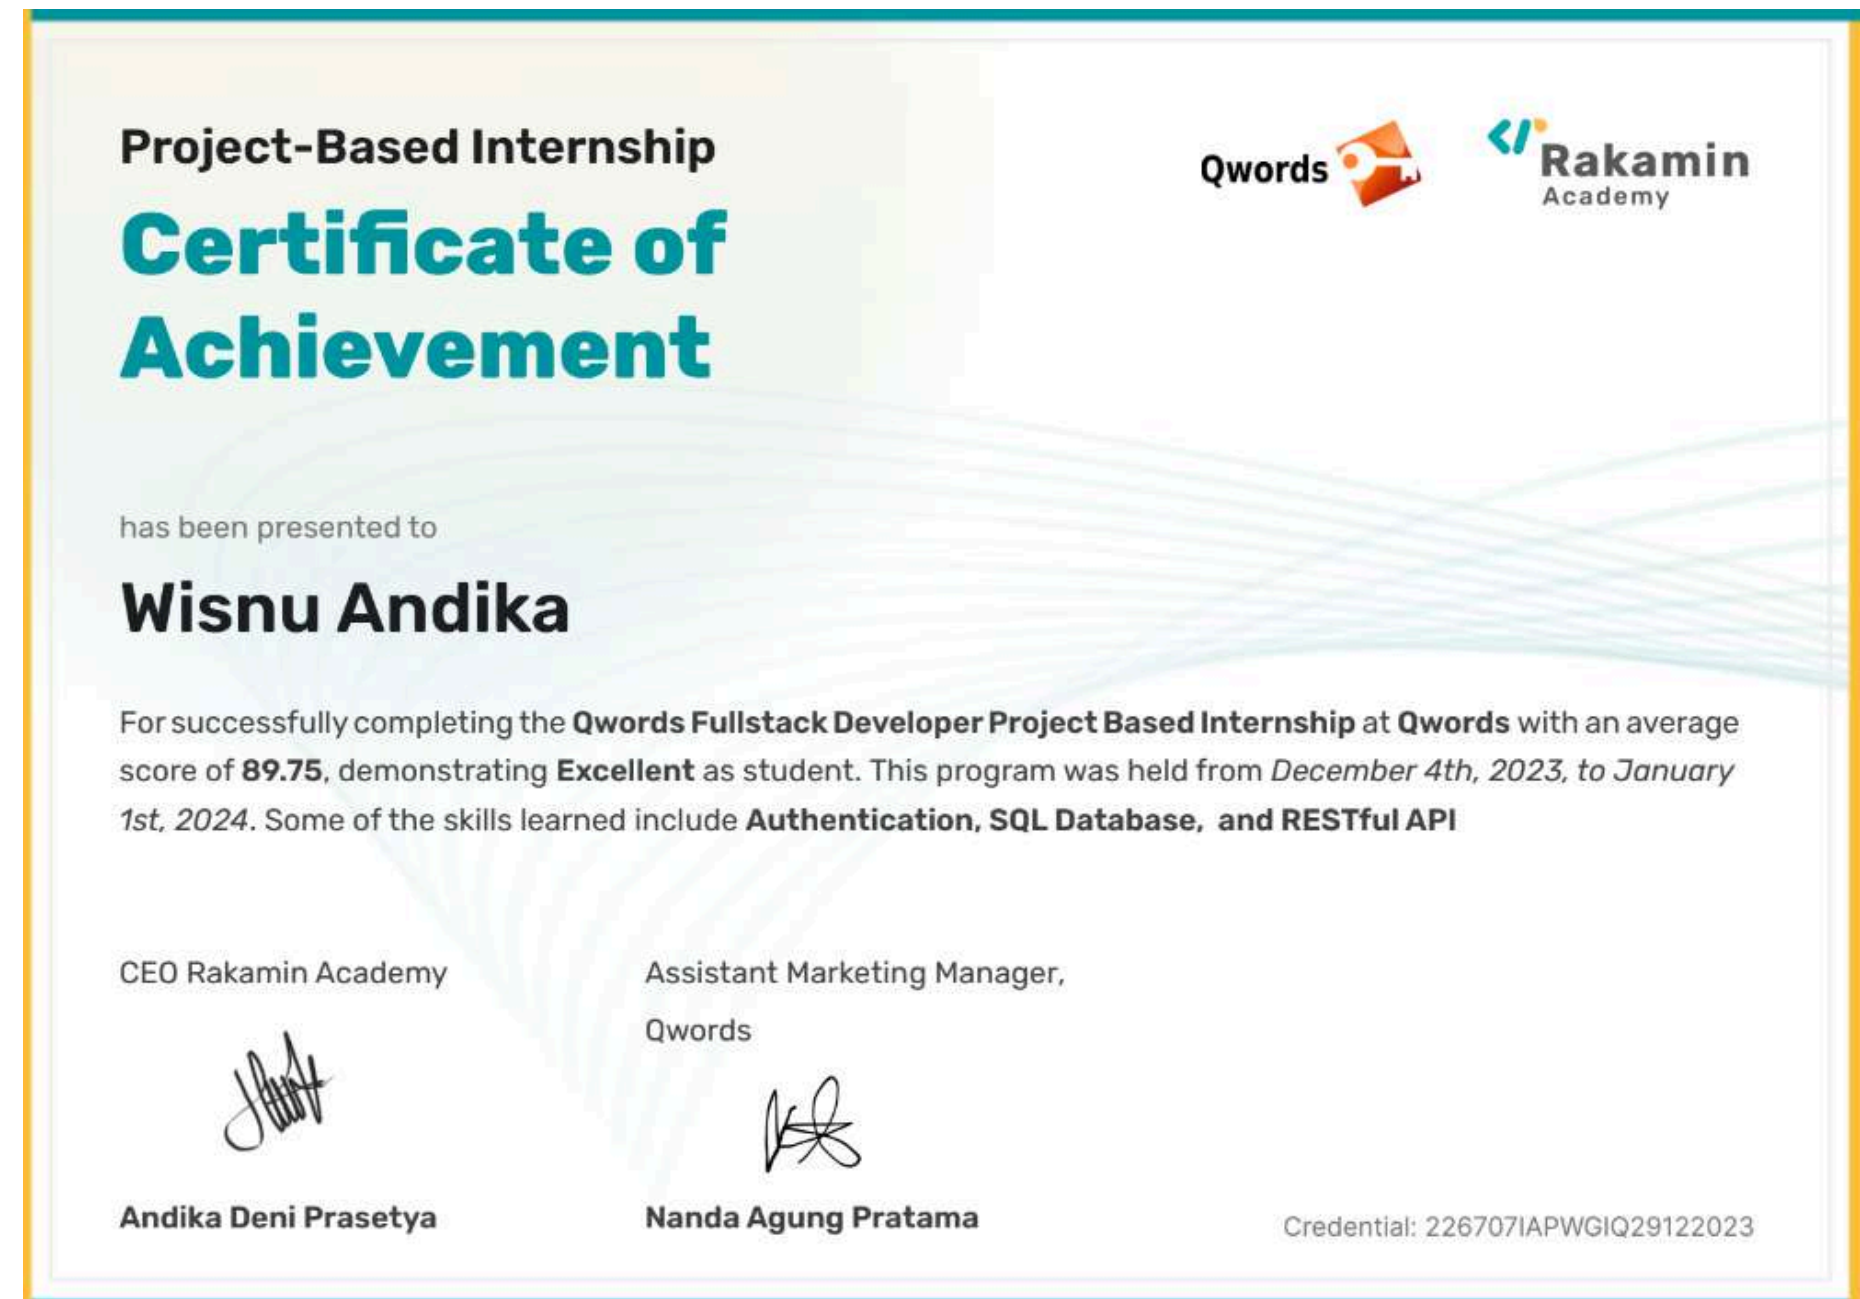 Project-Based Internship
Certificate of
Achievement
Qwords
Rakamin
Academy
has been presented to
Wisnu Andika
For successfully completing the Qwords Fullstack Developer Project Based Internship at Qwords with an average
score of 89.75, demonstrating Excellent as student. This program was held from December 4th, 2023, to January
1st, 2024. Some of the skills learned include Authentication, SQL Database, and RESTful API
CEO Rakamin Academy
Andika Deni Prasetya
Assistant Marketing Manager,
Qwords
Nanda Agung Pratama
Credential: 226707IAPWGIQ29122023